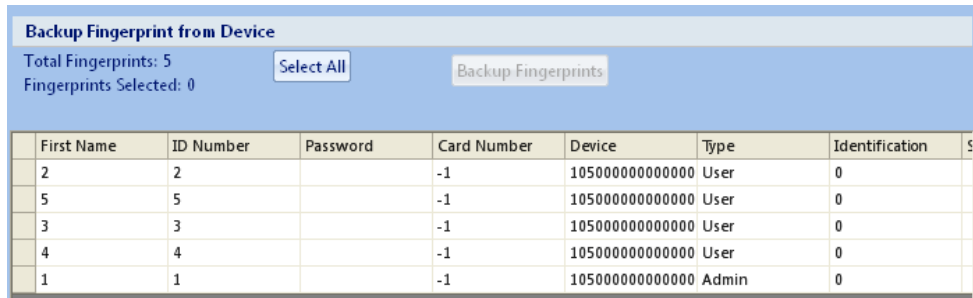 Backup Fingerprint from Device
Total Fingerprints: 5
Select All
Backup Fingerprints
Fingerprints Selected: 0
First Name ID Number Password Card Number Device Type Identification S
2 2 -1 105000000000000 User 0
5 5 -1 105000000000000 User 0
3 3 -1 105000000000000 User 0
4 4 -1 105000000000000 User 0
1 1 -1 105000000000000 Admin 0